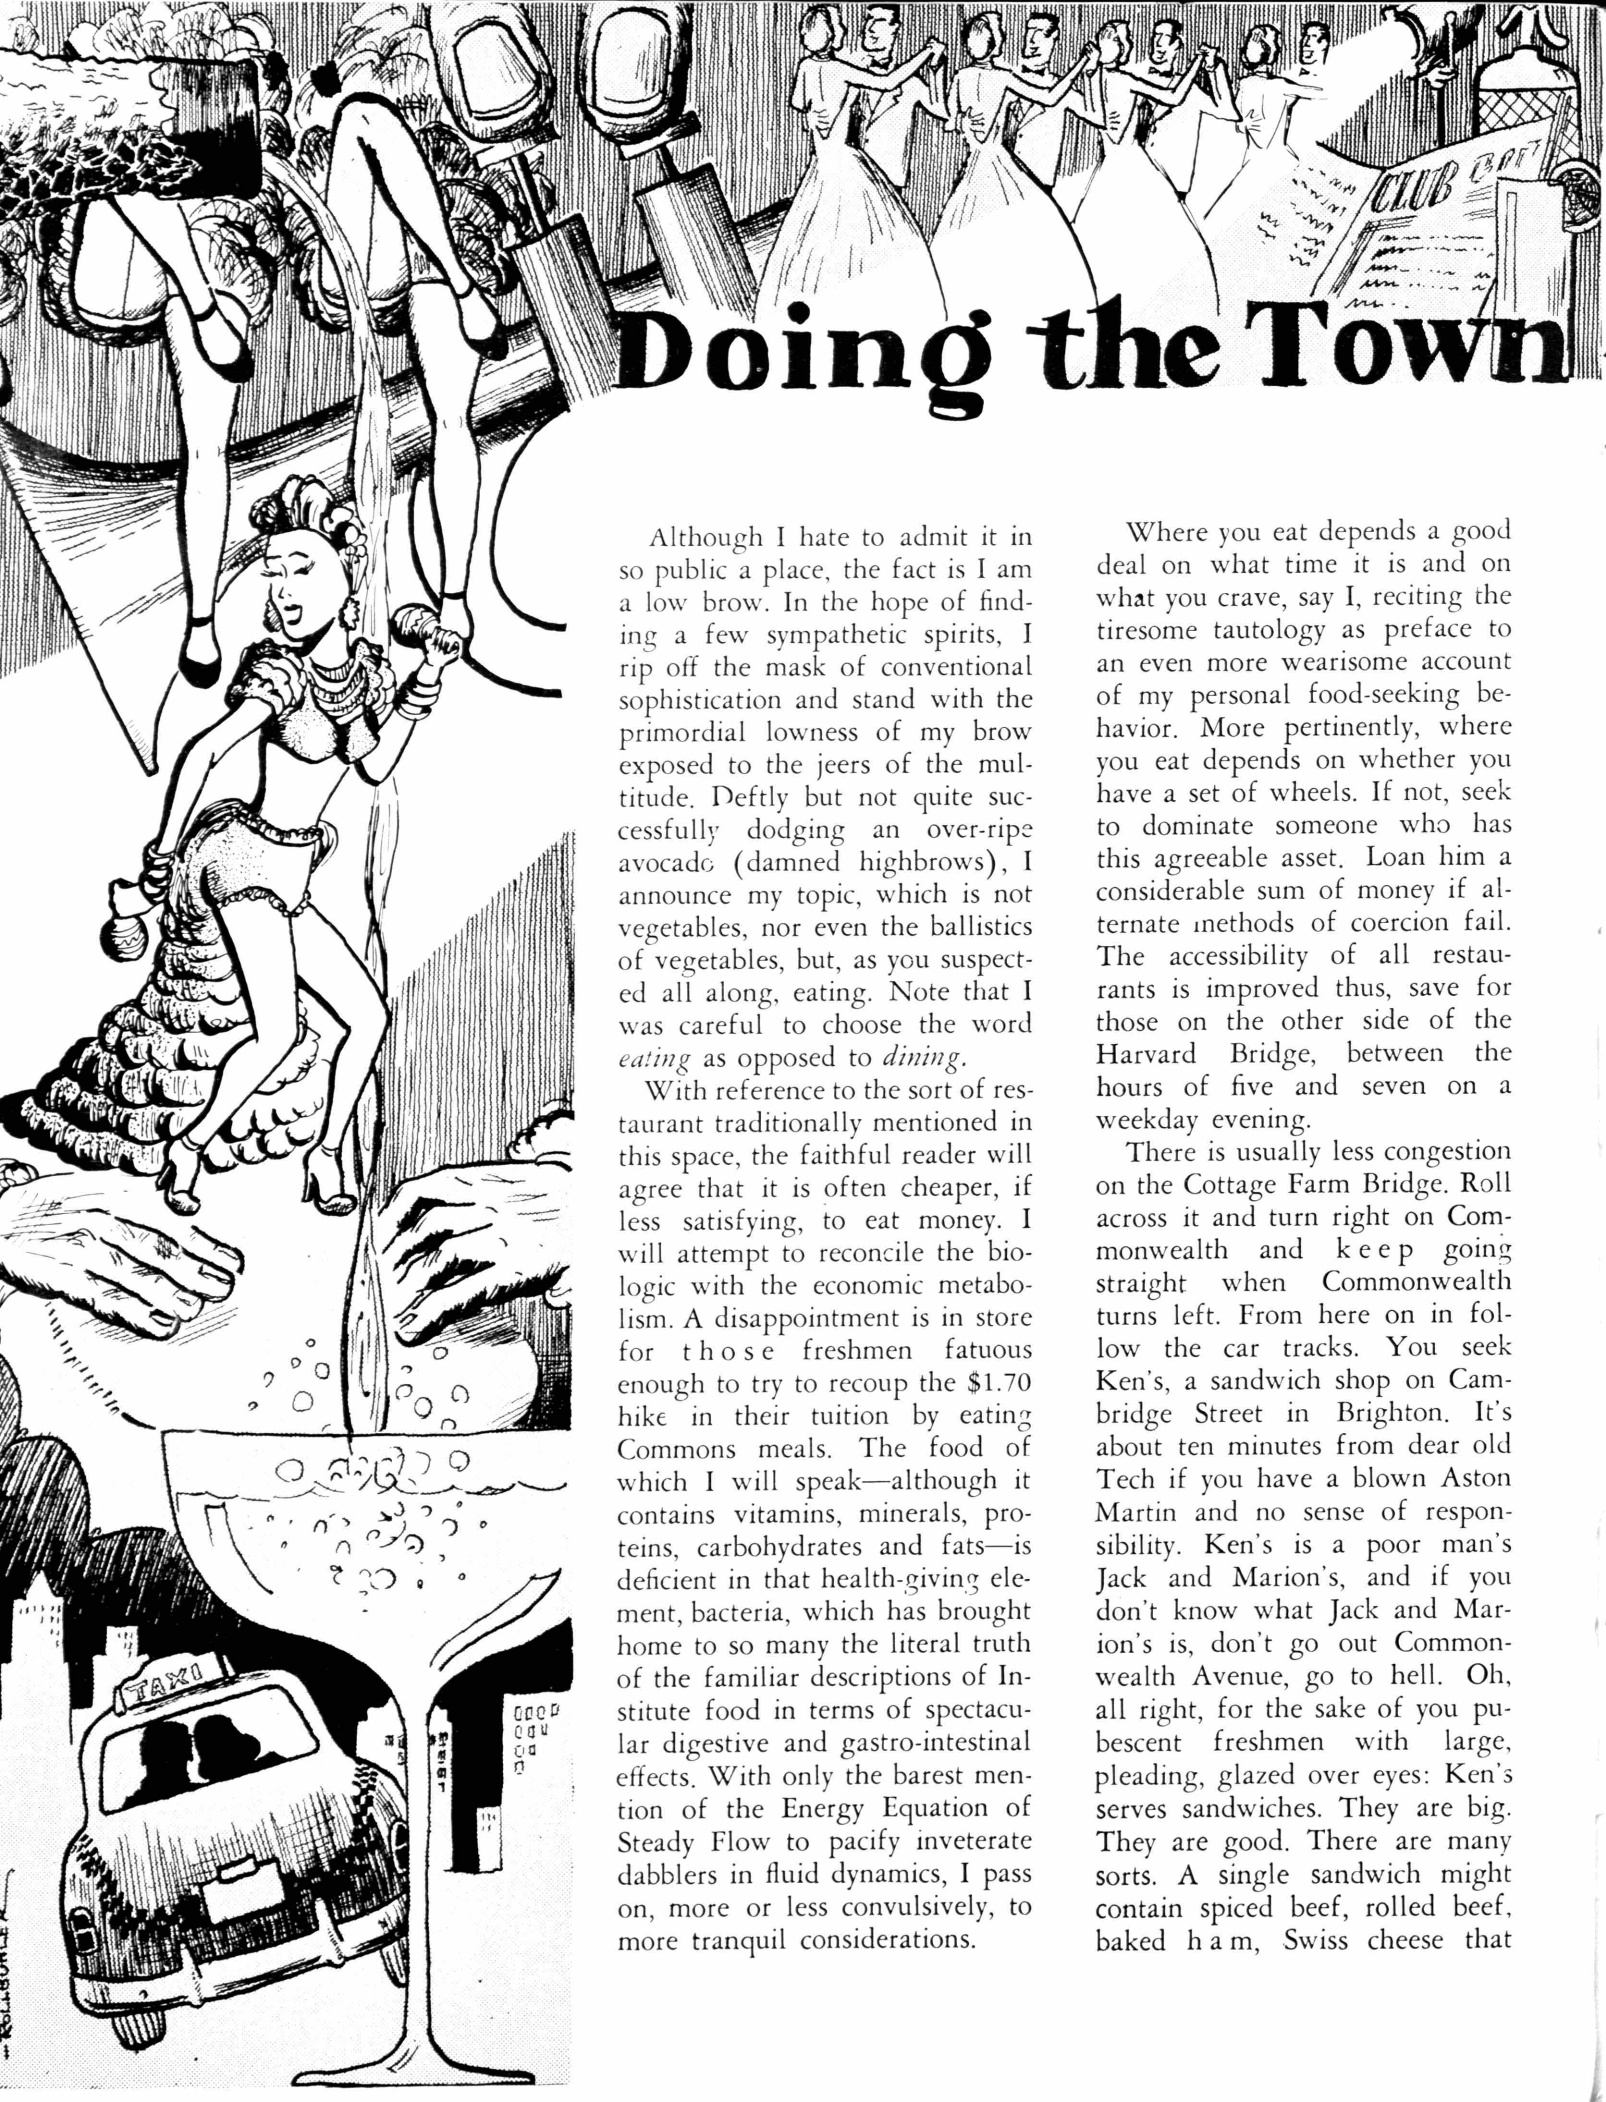 CLUB
Doing the Town
Although I hate to admit it in
so public a place, the fact is I am
a low brow. In the hope of find-
ing a few sympathetic spirits, I
rip off the mask of conventional
sophistication and stand with the
primordial lowness of my brow
exposed to the jeers of the mul-
titude. Deftly but not quite suc-
cessfully dodging an over-ripe
avocado (damned highbrows), I
announce my topic, which is not
vegetables, nor even the ballistics
of vegetables, but, as you suspect-
ed all along, eating. Note that I
was careful to choose the word
eating as opposed to dining.
With reference to the sort of res-
taurant traditionally mentioned in
this space, the faithful reader will
agree that it is often cheaper, if
less satisfying, to eat money. I
will attempt to reconcile the bio-
logic with the economic metabo-
lism. A disappointment is in store
for those freshmen fatuous
enough to try to recoup the $1.70
hike in their tuition by eating
Commons meals. The food of
which I will speak—although it
contains vitamins, minerals, pro-
teins, carbohydrates and fats—is
deficient in that health-giving ele-
ment, bacteria, which has brought
home to so many the literal truth
of the familiar descriptions of In-
stitute food in terms of spectacu-
lar digestive and gastro-intestinal
effects. With only the barest men-
tion of the Energy Equation of
Steady Flow to pacify inveterate
dabblers in fluid dynamics, I pass
on, more or less convulsively, to
more tranquil considerations.
Where you eat depends a good
deal on what time it is and on
what you crave, say I, reciting the
tiresome tautology as preface to
an even more wearisome account
of my personal food-seeking be-
havior. More pertinently, where
you eat depends on whether you
have a set of wheels. If not, seek
to dominate someone who has
this agreeable asset. Loan him a
considerable sum of money if al-
ternate methods of coercion fail.
The accessibility of all restau-
rants is improved thus, save for
those on the other side of the
Harvard Bridge, between the
hours of five and seven on a
weekday evening.
There is usually less congestion
on the Cottage Farm Bridge. Roll
across it and turn right on Com-
monwealth and keep going
straight when Commonwealth
turns left. From here on in fol-
low the car tracks. You seek
Ken's, a sandwich shop on Cam-
bridge Street in Brighton. It's
about ten minutes from dear old
Tech if you have a blown Aston
Martin and no sense of respon-
sibility. Ken's is a poor man's
Jack and Marion's, and if you
don't know what Jack and Mar-
ion's is, don't go out Common-
wealth Avenue, go to hell. Oh,
all right, for the sake of you pu-
bescent freshmen with large,
pleading, glazed over eyes: Ken's
serves sandwiches. They are big.
They are good. There are many
sorts. A single sandwich might
contain spiced beef, rolled beef,
baked ham, Swiss cheese that
TAXI